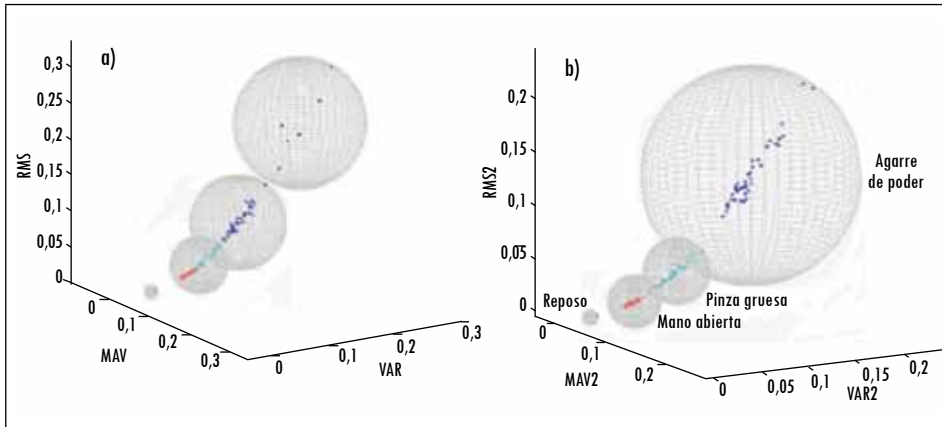 a)
RMS
0,3
0,25
0,2
0,15
0,1
0,05
0
0
0,1
0,2
0,3
MAV
0
0,1
0,2
0,3
VAR
b)
RMS2
0,2
0,15
0,1
0,05
0
Agarre
de poder
Reposo
Pinza gruesa
Mano abierta
0
0,1
0,2
MAV2
0
0,05
0,1
0,15
0,2
VAR2